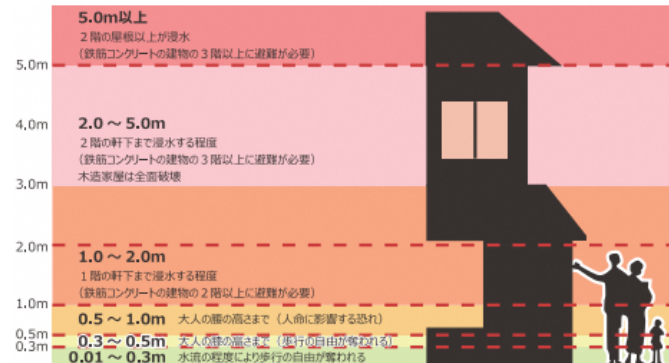 5.0m以上
2階の屋根以上が浸水
(鉄筋コンクリートの建物の3階以上に避難が必要)
5.0m
4.0m
2.0～5.0m
2階の軒下まで浸水する程度
(鉄筋コンクリートの建物の3階以上に避難が必要)
木造家屋は全面破壊
3.0m
2.0m
1.0～2.0m
1階の軒下まで浸水する程度
(鉄筋コンクリートの建物の2階以上に避難が必要)
1.0m
0.5～1.0m 大人の腰の高さまで(人命に影響する恐れ)
0.5m
0.3～0.5m 大人の膝の高さまで(歩行の自由が奪われる)
0.3m
0.01～0.3m 水流の程度により歩行の自由が奪われる